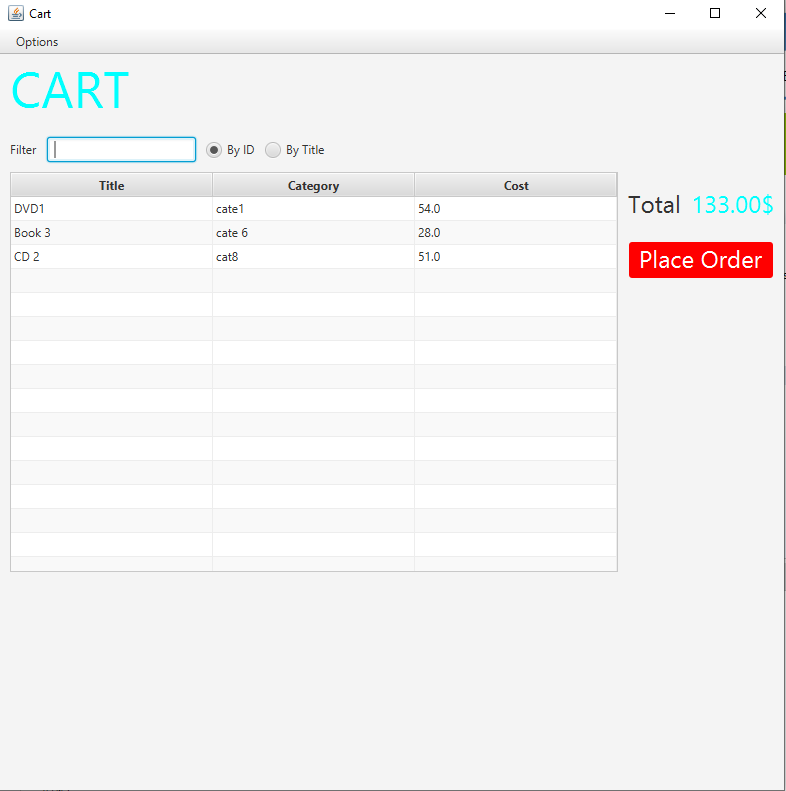 Cart
Options
CART
Filter By ID By Title
Title Category Cost
DVD1 cate1 54.0
Book 3 cate 6 28.0
CD 2 cat8 51.0
Total 133.00$
Place Order